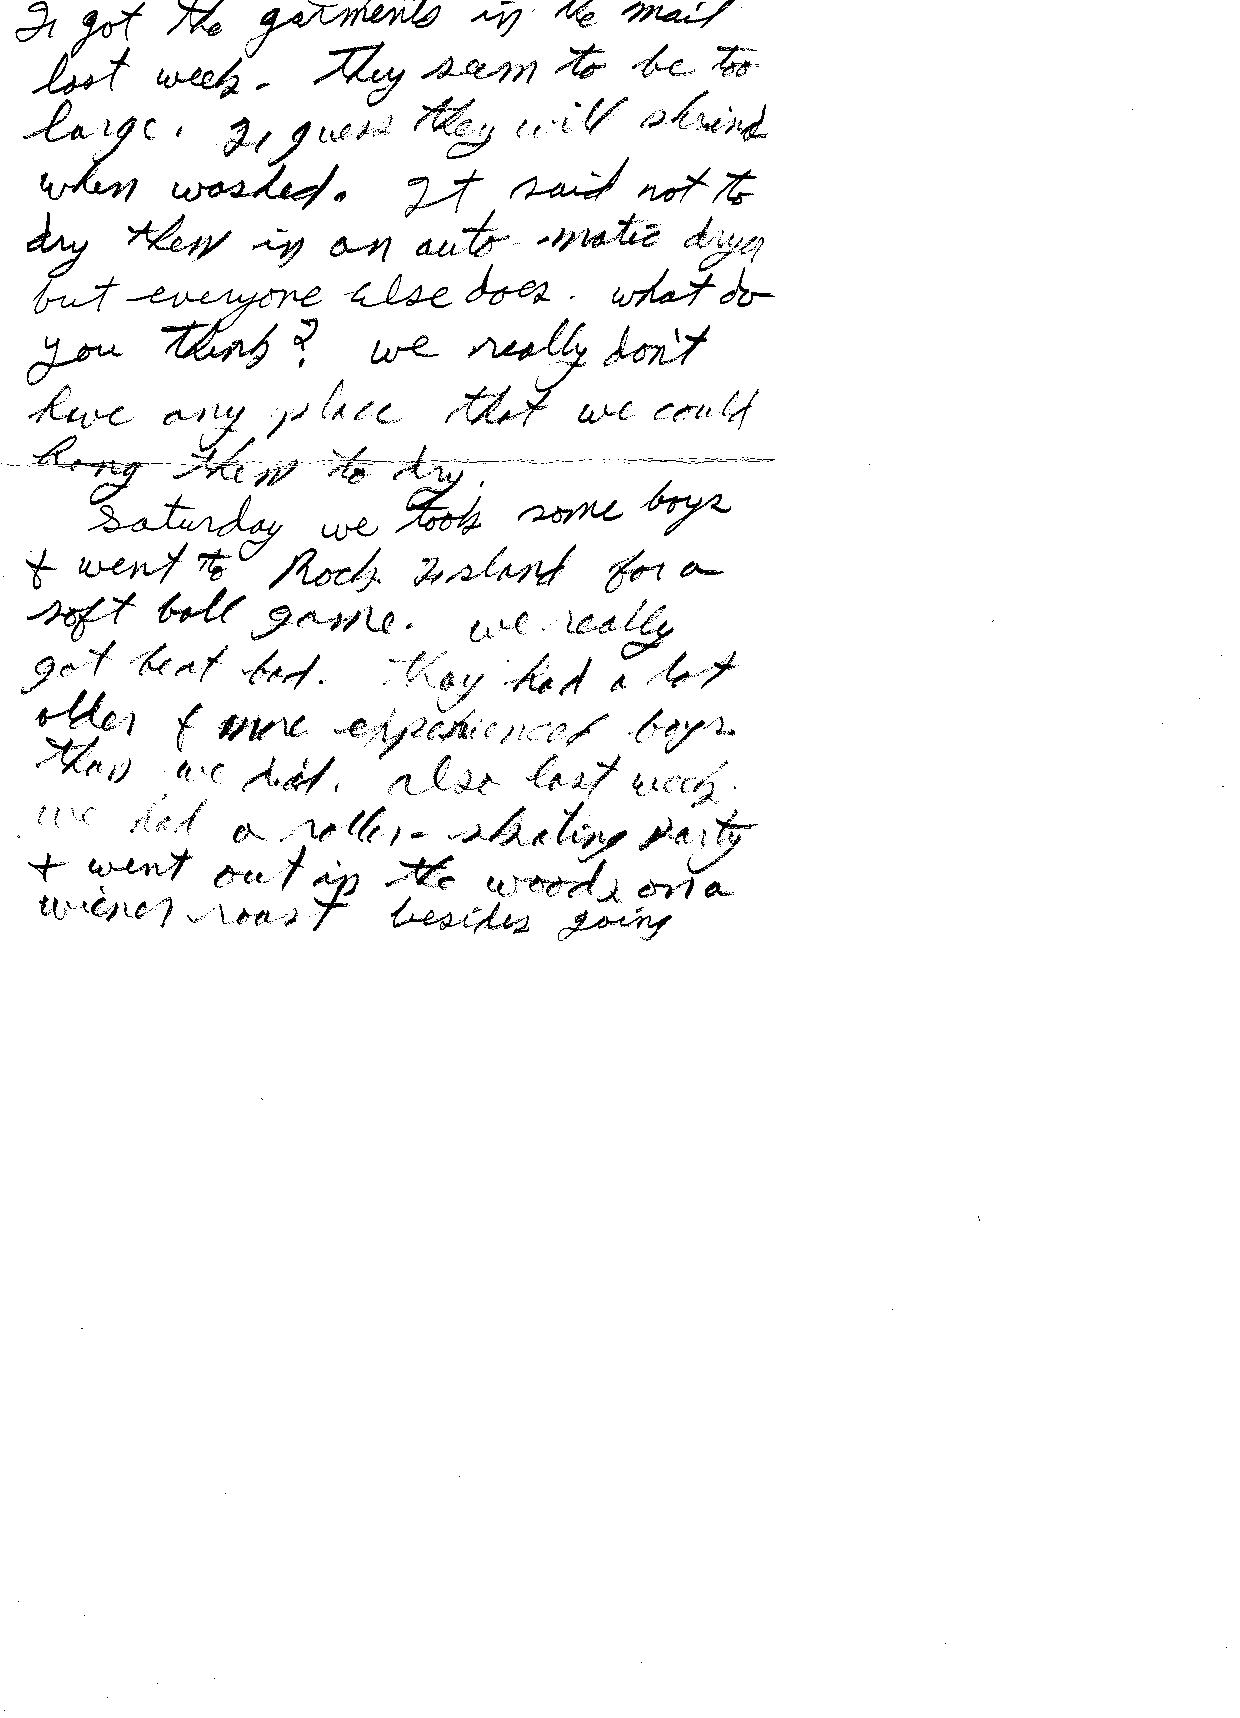 I got the garments in the mail
last week. They seem to be too
large. I guess they will shrink
when washed. It said not to
dry them in an auto-matic dryer
but everyone else does. what do
you think? we really don't
have any place that we could
hang them to dry.
Saturday we took some boys
+ went to Rock Island for a
soft ball game. we really
got beat bad. They had a lot
older & more experienced boys
than we did. Also last week
we had a roller-skating party
+ went out in the woods on a
wiener roast besides going